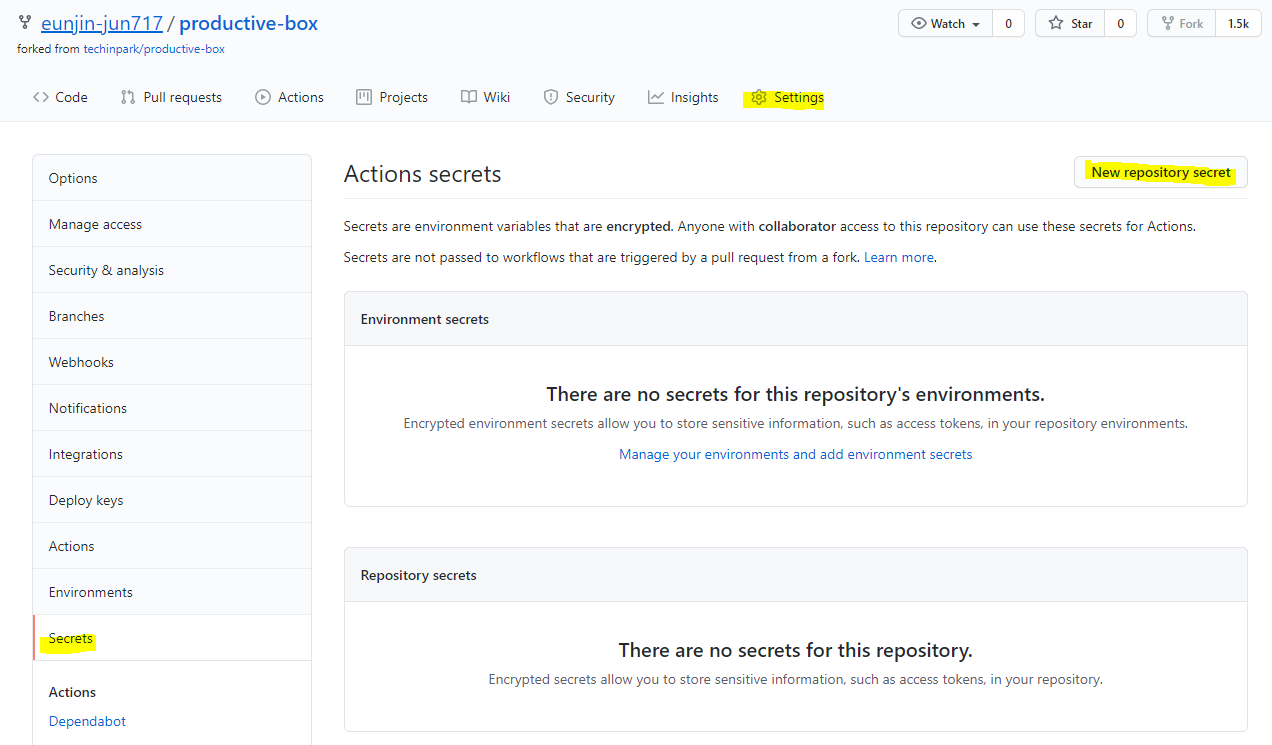 eunjin-jun717 / productive-box
Watch 0 Star 0 Fork 1.5k
forked from techinpark/productive-box
Code Pull requests Actions Projects Wiki Security Insights Settings
Options
Manage access
Security & analysis
Branches
Webhooks
Notifications
Integrations
Deploy keys
Actions
Environments
Secrets
Actions
Dependabot
Actions secrets
New repository secret
Secrets are environment variables that are encrypted. Anyone with collaborator access to this repository can use these secrets for Actions.
Secrets are not passed to workflows that are triggered by a pull request from a fork. Learn more.
Environment secrets
There are no secrets for this repository's environments.
Encrypted environment secrets allow you to store sensitive information, such as access tokens, in your repository environments.
Manage your environments and add environment secrets
Repository secrets
There are no secrets for this repository.
Encrypted secrets allow you to store sensitive information, such as access tokens, in your repository.